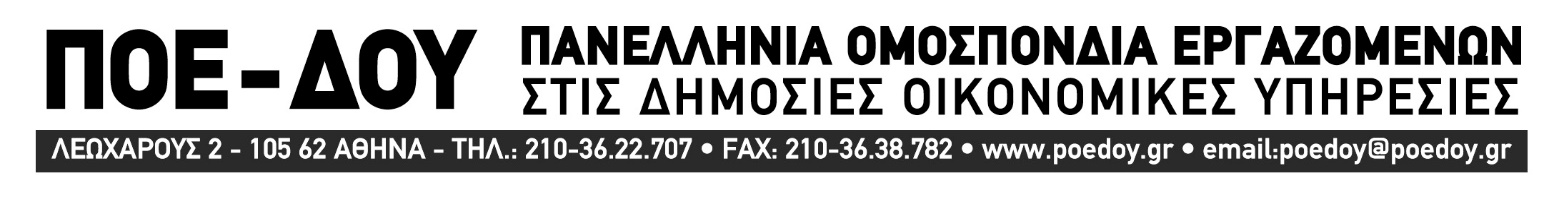 ΠΟΕ-ΔΟΥ
ΠΑΝΕΛΛΗΝΙΑ ΟΜΟΣΠΟΝΔΙΑ ΕΡΓΑΖΟΜΕΝΩΝ
ΣΤΙΣ ΔΗΜΟΣΙΕΣ ΟΙΚΟΝΟΜΙΚΕΣ ΥΠΗΡΕΣΙΕΣ
ΛΕΩΧΑΡΟΥΣ 2 - 105 62 ΑΘΗΝΑ - ΤΗΛ.: 210-36.22.707 • FAX: 210-36.38.782 • www.poedoy.gr • email:poedoy@poedoy.gr